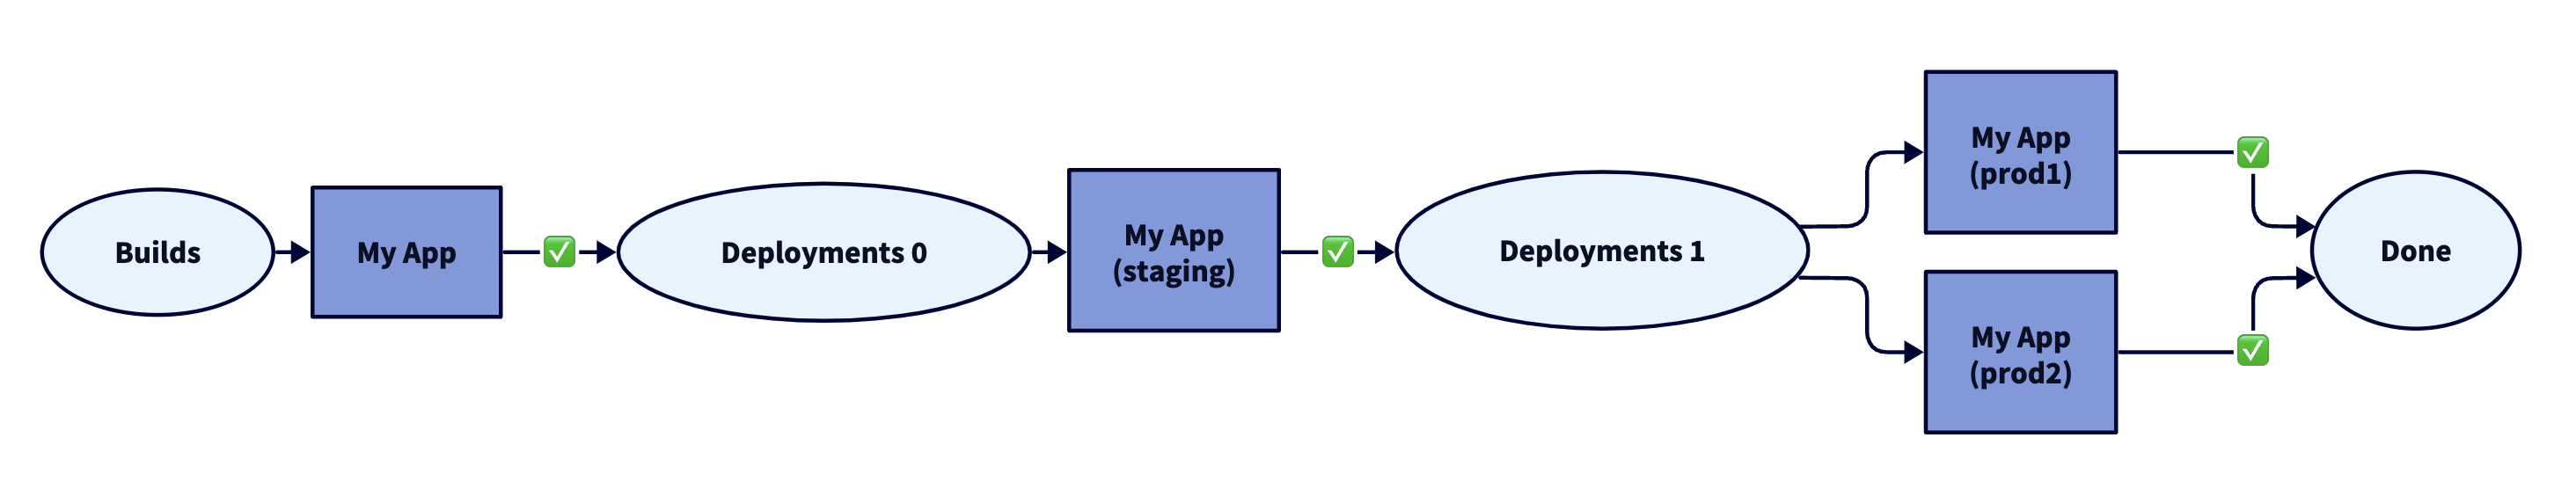 Builds
My App
Deployments 0
My App
(staging)
Deployments 1
My App
(prod1)
My App
(prod2)
Done